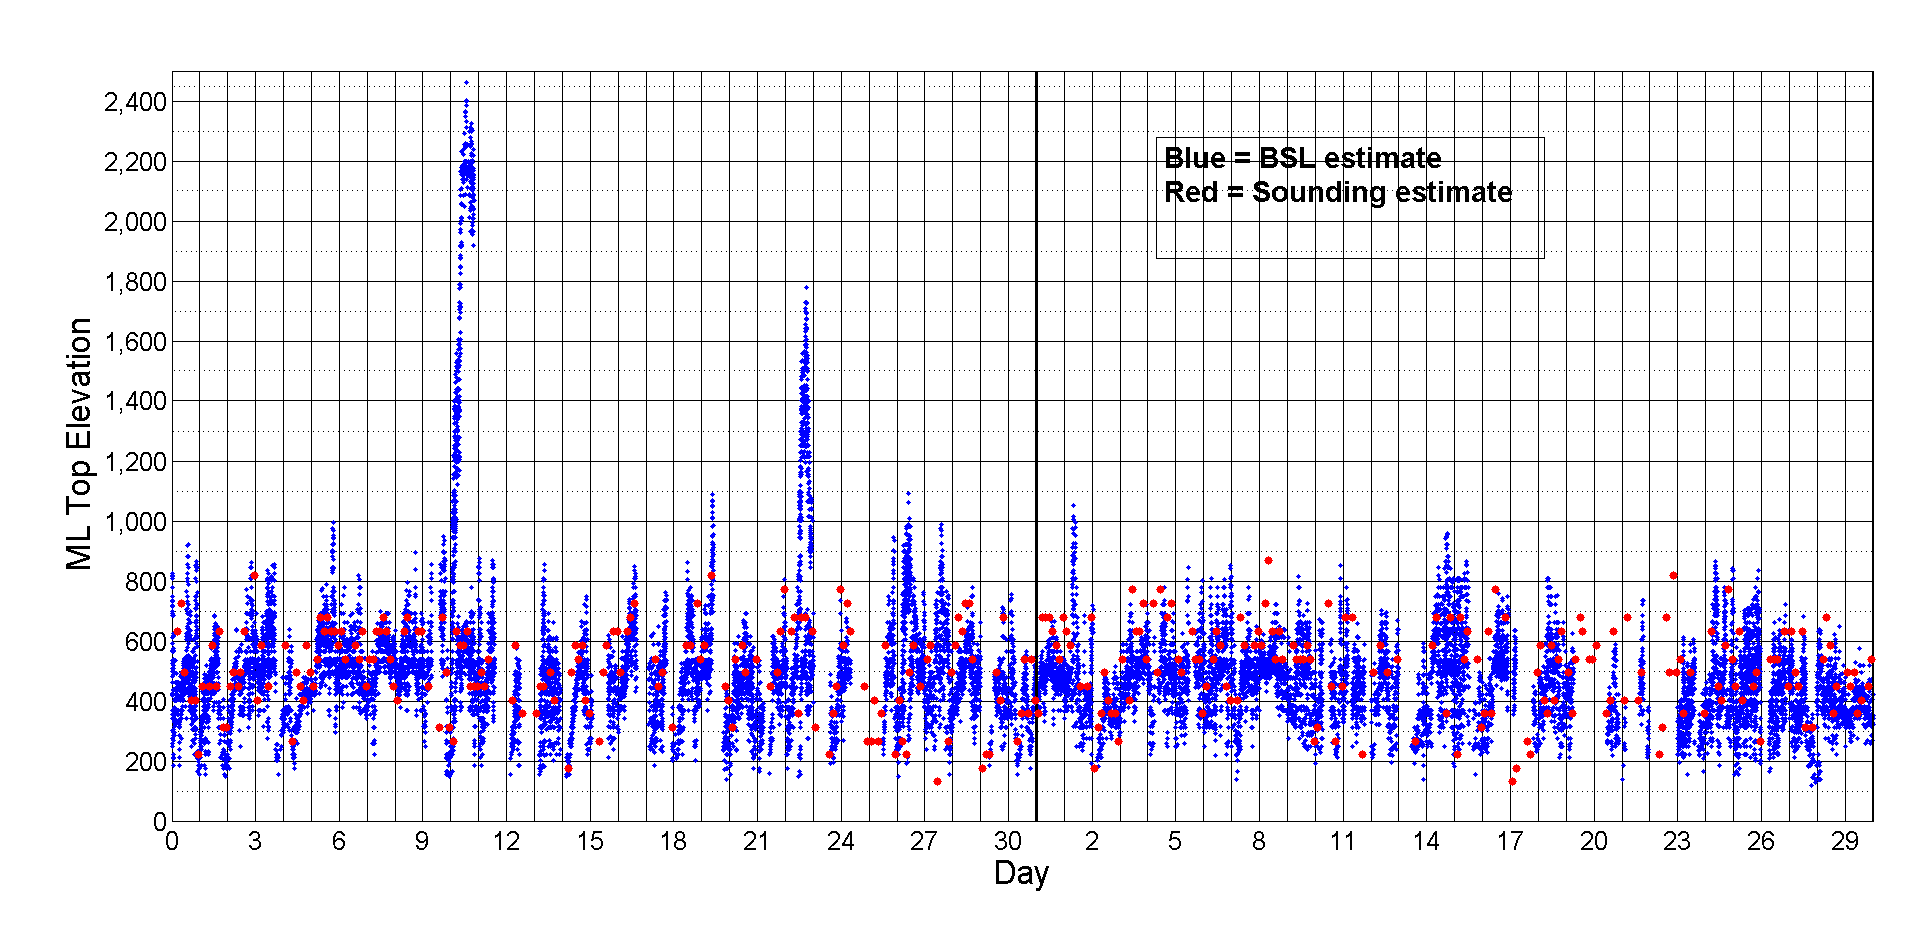 2,400
2,200
2,000
1,800
1,600
1,400
1,200
1,000
800
600
400
200
0
ML Top Elevation
Blue = BSL estimate
Red = Sounding estimate
0 3 6 9 12 15 18 21 24 27 30 2 5 8 11 14 17 20 23 26 29
Day